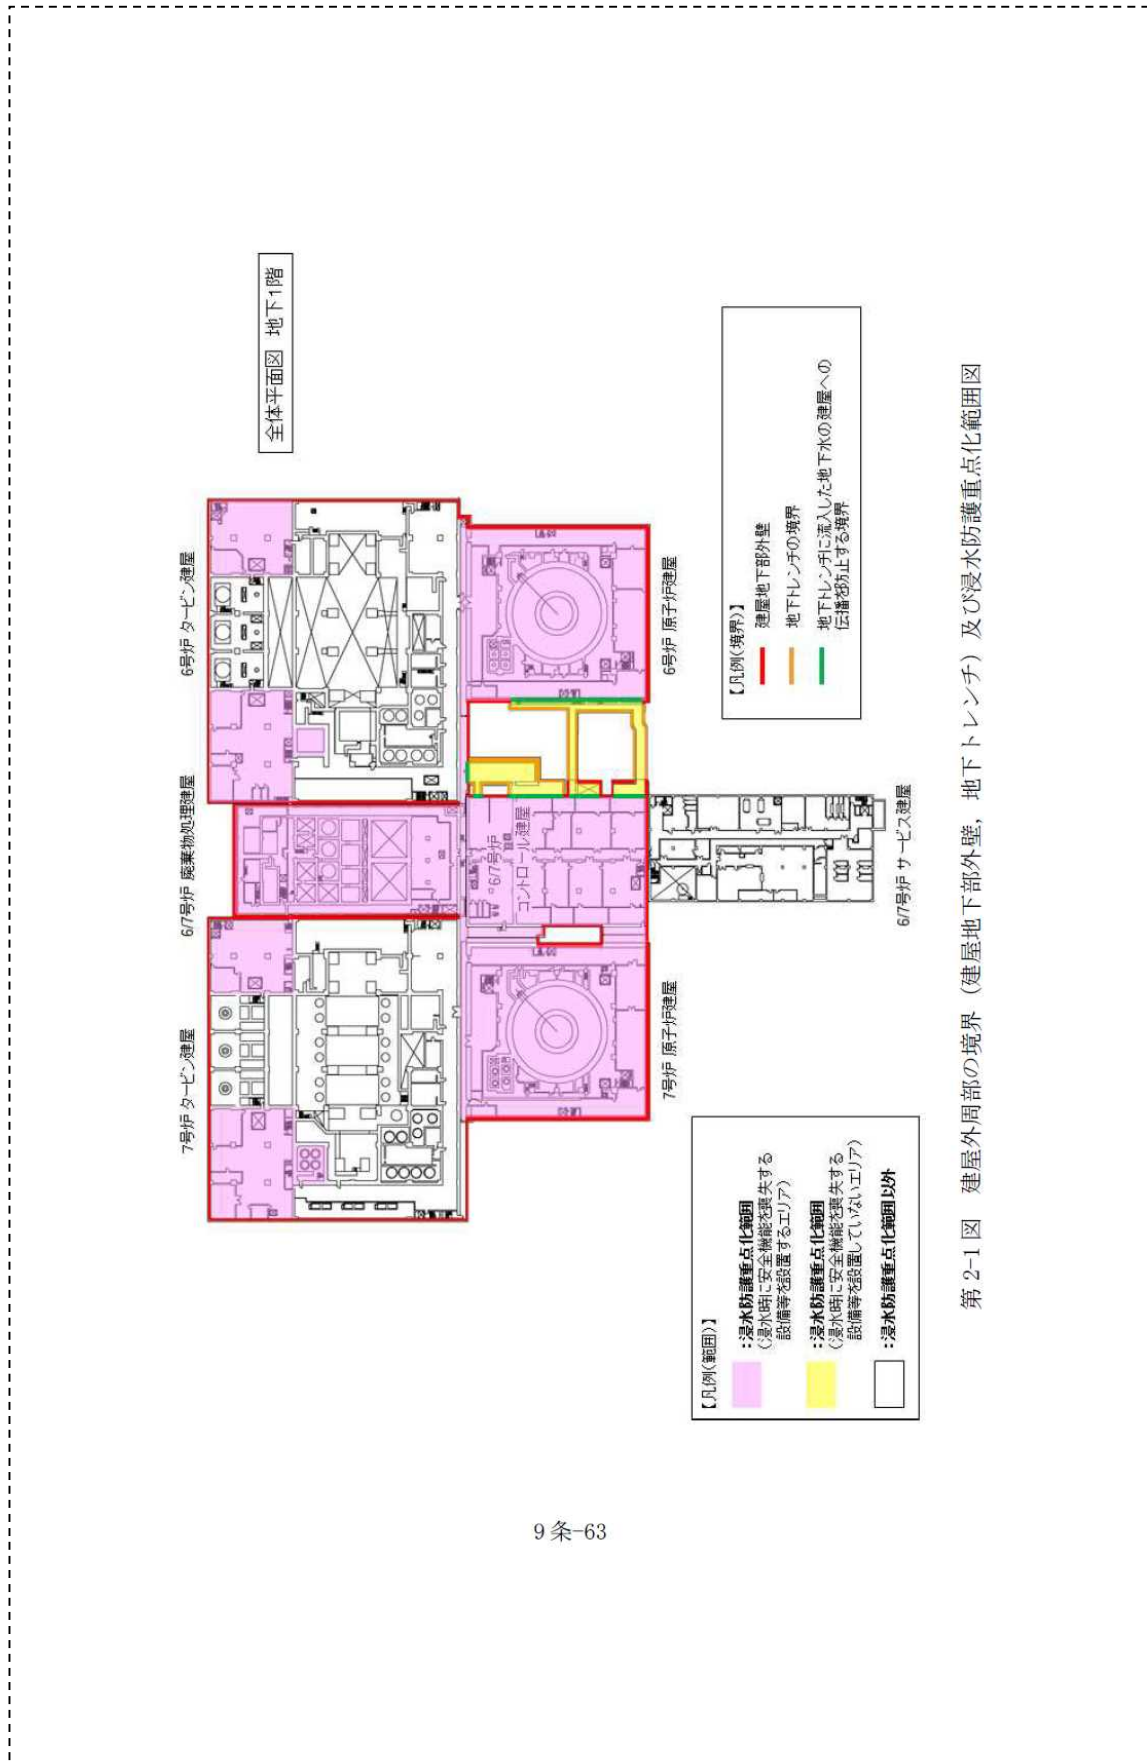 全体平面図 地下1階
7号炉 タービン建屋
6/7号炉 廃棄物処理建屋
6号炉 タービン建屋
6/7号炉
コントロール建屋
7号炉 原子炉建屋
6号炉 原子炉建屋
6/7号炉 サービス建屋
【凡例(範囲)】
:浸水防護重点化範囲
(浸水時に安全機能を喪失する
設備等を設置するエリア)
:浸水防護重点化範囲
(浸水時に安全機能を喪失する
設備等を設置していないエリア)
:浸水防護重点化範囲以外
【凡例(境界)】
建屋地下部外壁
地下トレンチの境界
地下トレンチに流入した地下水の建屋への
伝播を防止する境界
第 2-1 図 建屋外周部の境界（建屋地下部外壁，地下トレンチ）及び浸水防護重点化範囲図
9 条-63